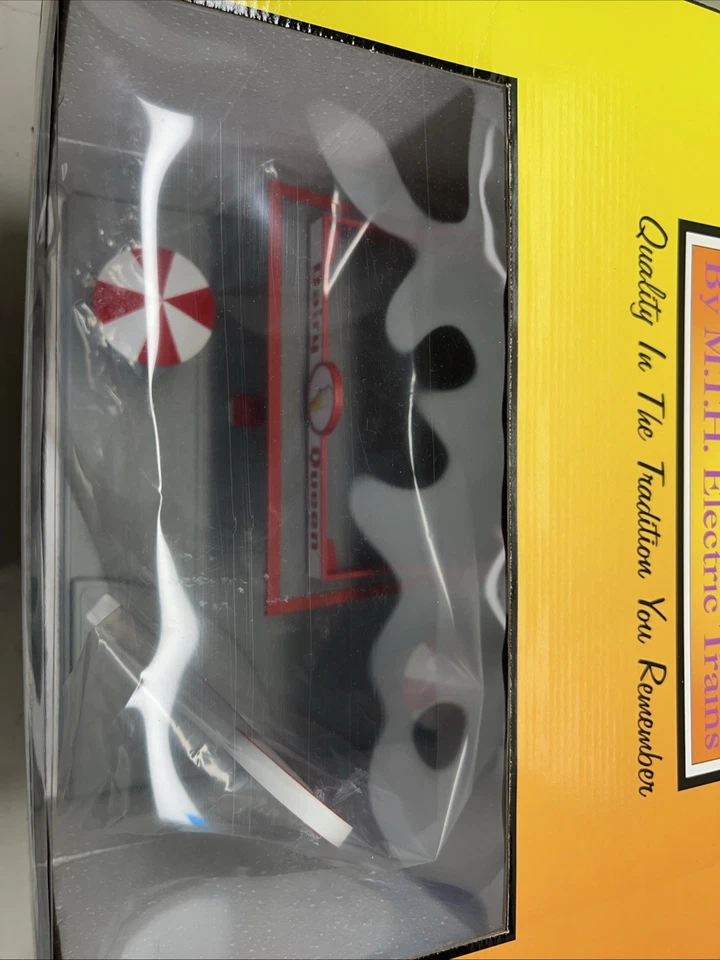 By M.T.H. Electric Trains
Quality In The Tradition You Remember
Dairy Queen